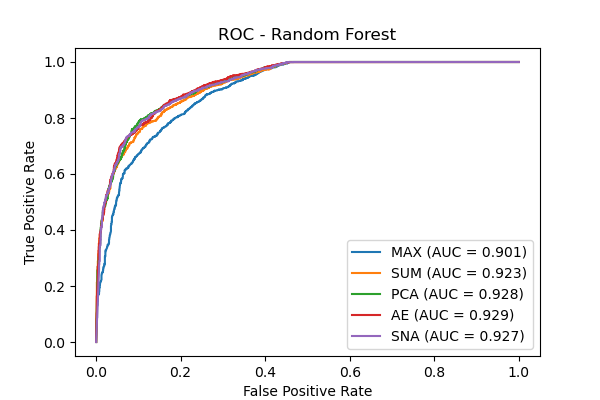 ROC - Random Forest
True Positive Rate
1.0
0.8
0.6
0.4
0.2
0.0
MAX (AUC = 0.901)
SUM (AUC = 0.923)
PCA (AUC = 0.928)
AE (AUC = 0.929)
SNA (AUC = 0.927)
0.0 0.2 0.4 0.6 0.8 1.0
False Positive Rate